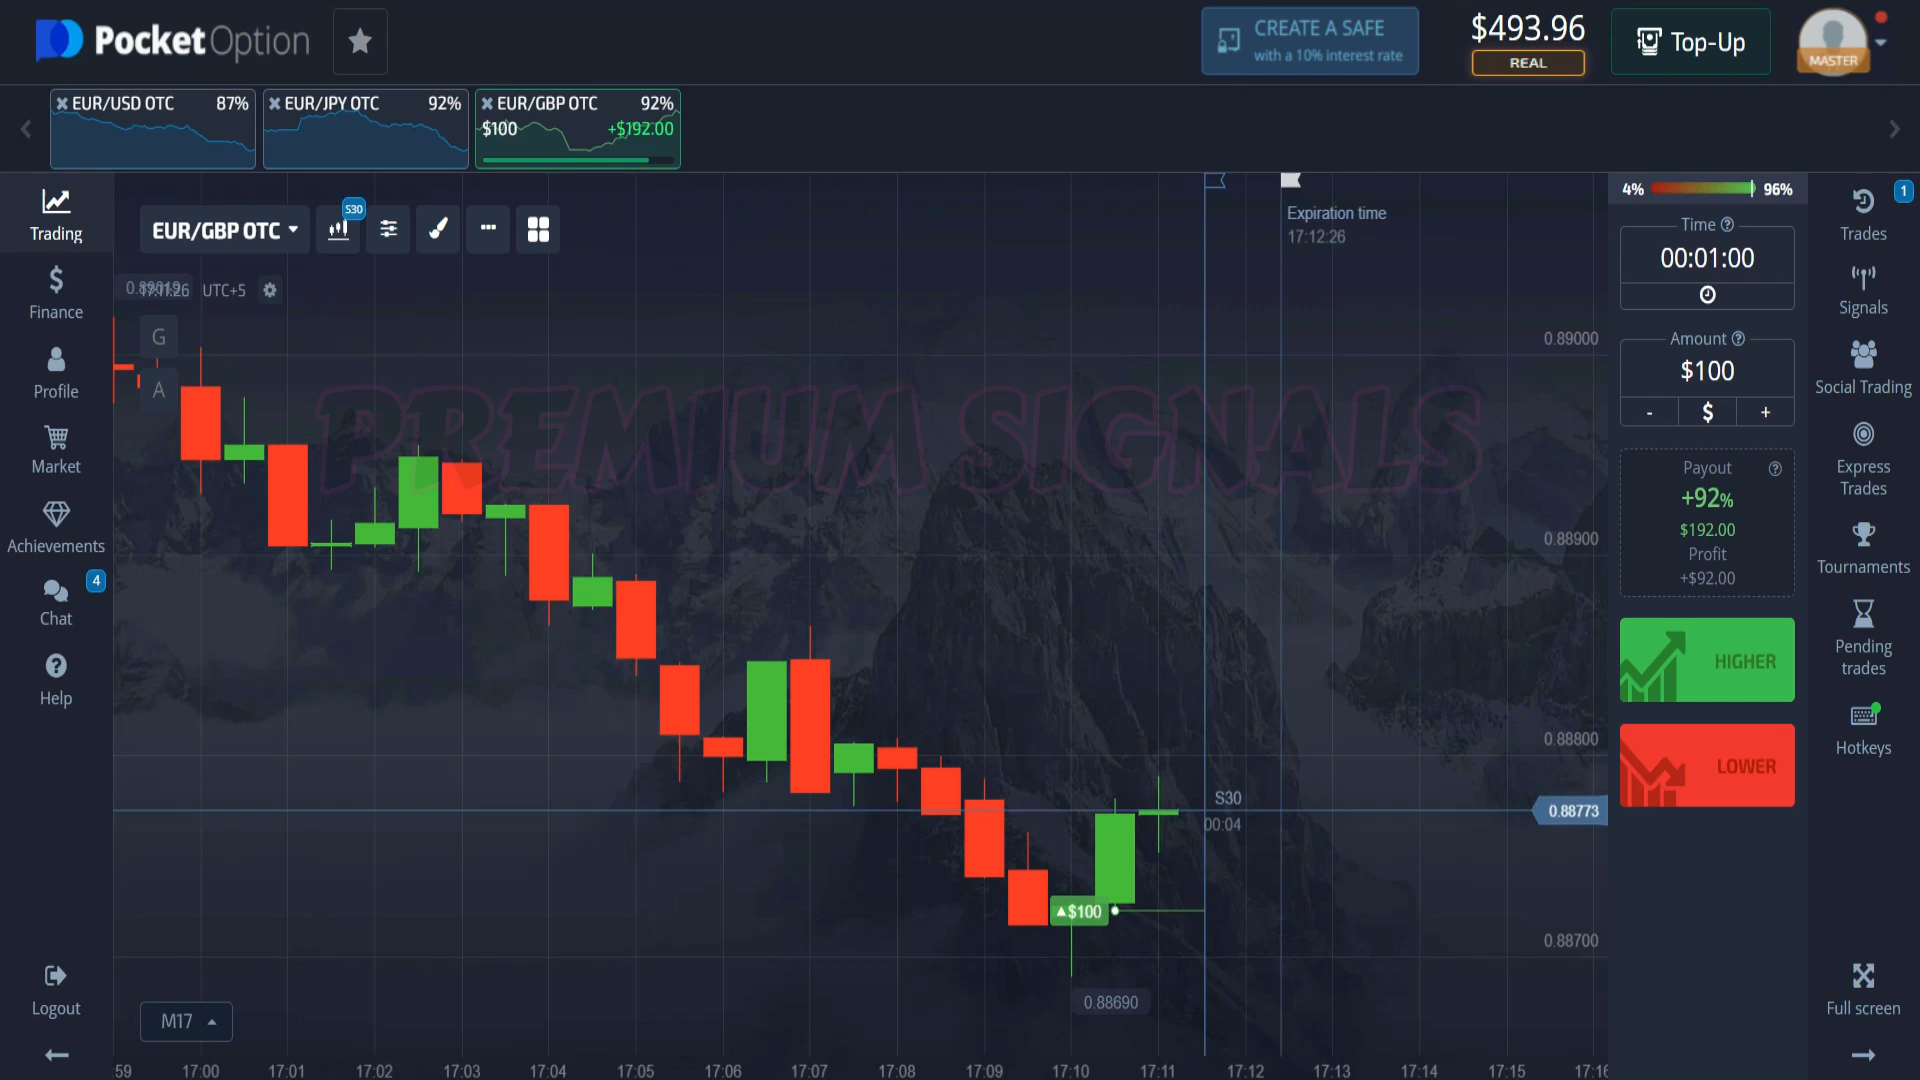 PocketOption
CREATE A SAFE
with a 10% interest rate
$493.96
REAL
Top-Up
MASTER
EUR/USD OTC 87%
EUR/JPY OTC 92%
EUR/GBP OTC 92%
$100 +$192.00
Trading
Finance
Profile
Market
Achievements
4
Chat
Help
Logout
EUR/GBP OTC
S30
17:11:26 UTC+5
G
A
PREMIUM SIGNALS
Expiration time
17:12:26
0.89000
0.88900
0.88800
S30
00:04
0.88773
$100
0.88700
0.88690
M17
:59 17:00 17:01 17:02 17:03 17:04 17:05 17:06 17:07 17:08 17:09 17:10 17:11 17:12 17:13 17:14 17:15
4% 96%
Time
00:01:00
Amount
$100
- $ +
Payout
+92%
$192.00
Profit
+$92.00
HIGHER
LOWER
1
Trades
Signals
Social Trading
Express
Trades
Tournaments
Pending
trades
Hotkeys
Full screen